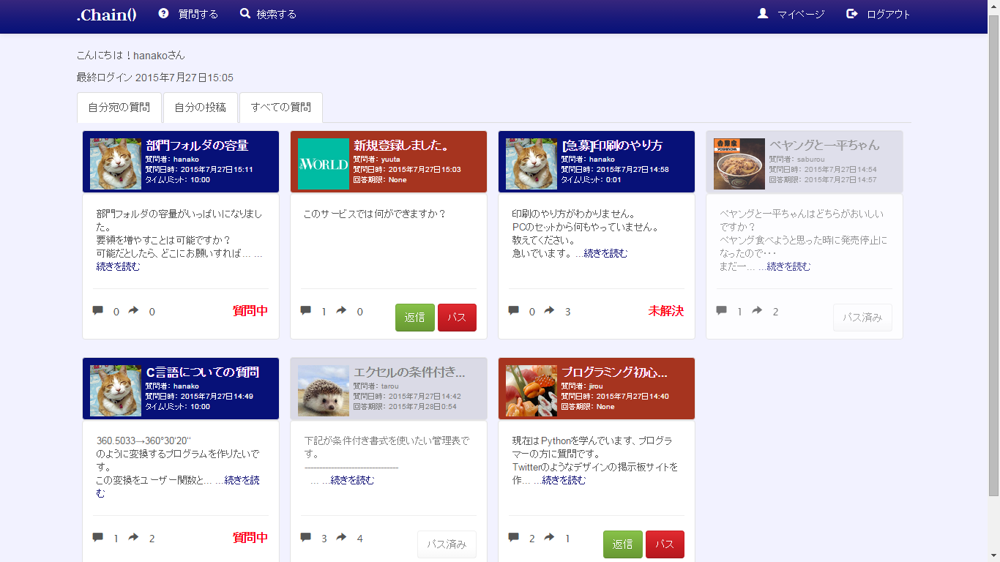 .Chain()
質問する
検索する
マイページ
ログアウト
こんにちは！hanakoさん
最終ログイン 2015年7月27日15:05
自分宛の質問
自分の投稿
すべての質問
部門フォルダの容量
質問者: hanako
質問日時: 2015年7月27日15:11
タイムリミット: 10:00
部門フォルダの容量がいっぱいになりまし
た。
要領を増やすことは可能ですか？
可能だとしたら、どこにお願いすれば... ...
続きを読む
0 0
質問中
WORLD
新規登録しました。
質問者: yuuta
質問日時: 2015年7月27日15:03
回答期限: None
このサービスでは何ができますか？
1 0
返信
パス
[急募]印刷のやり方
質問者: hanako
質問日時: 2015年7月27日14:58
タイムリミット: 0:01
印刷のやり方がわかりません。
PCのセットから何もやっていません。
教えてください。
急いでいます。 ...続きを読む
0 3
未解決
吉野家
YOSHINOYA
ペヤングと一平ちゃん
質問者: saburou
質問日時: 2015年7月27日14:54
回答期限: 2015年7月27日14:57
ペヤングと一平ちゃんはどちらがおいしい
ですか？
ペヤング食べようと思った時に発売停止に
なったので･･･
まだ一... ...続きを読む
1 2
パス済み
C言語についての質問
質問者: hanako
質問日時: 2015年7月27日14:49
タイムリミット: 10:00
360.5033→360°30'20"
のように変換するプログラムを作りたいで
す。
この変換をユーザー関数と... ...続きを読
む
1 2
質問中
エクセルの条件付き...
質問者: tarou
質問日時: 2015年7月27日14:42
回答期限: 2015年7月28日0:54
下記が条件付き書式を使いたい管理表で
す。
--------------------------------
... ...続きを読む
3 4
パス済み
プログラミング初心...
質問者: jirou
質問日時: 2015年7月27日14:40
回答期限: None
現在はPythonを学んでいます、プログラ
マーの方に質問です。
Twitterのようなデザインの掲示板サイトを
作... ...続きを読む
2 1
返信
パス